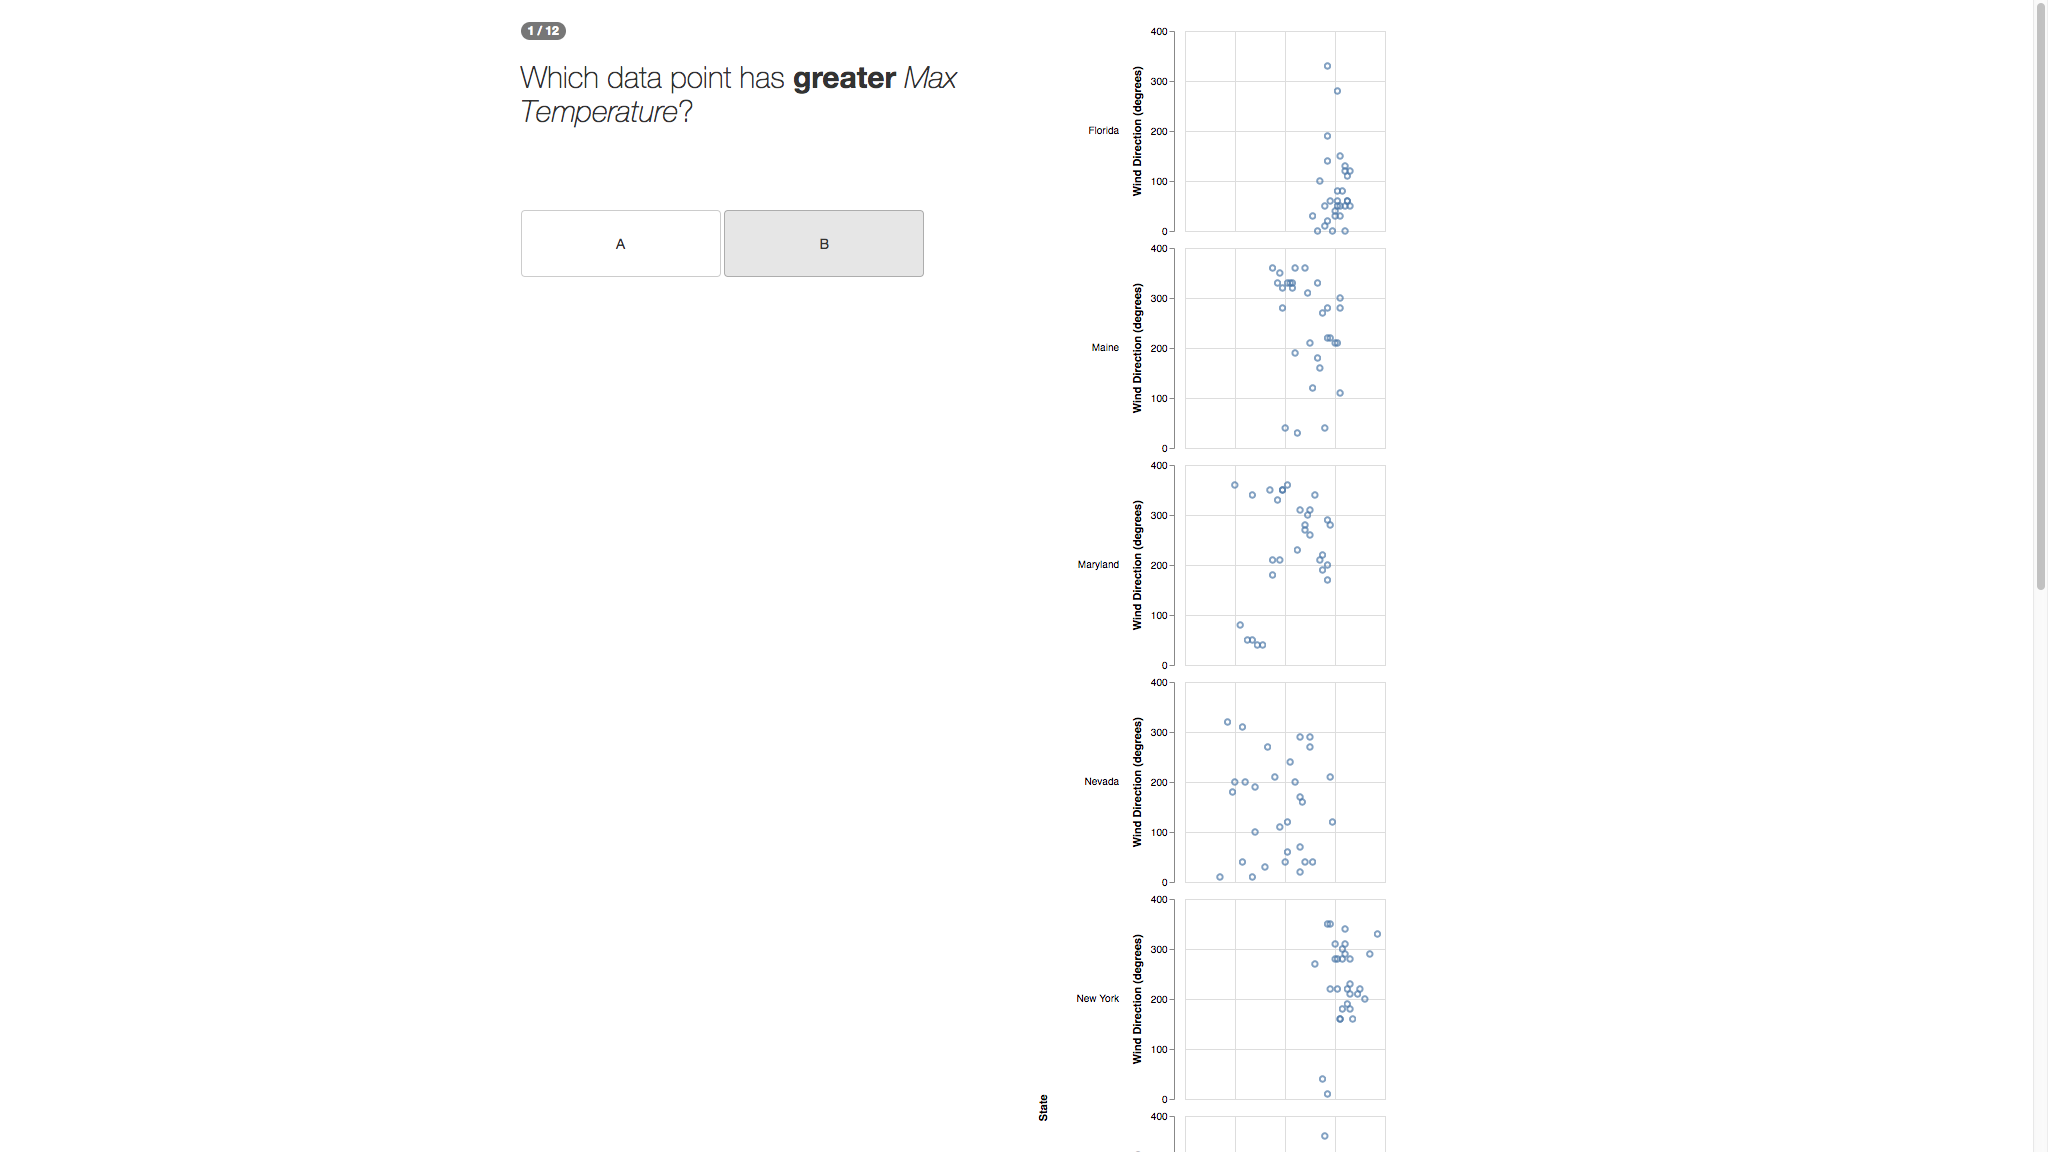 1 / 12
Which data point has greater Max
Temperature?
A
B
State
Florida
Wind Direction (degrees)
400
300
200
100
0
Maine
Wind Direction (degrees)
400
300
200
100
0
Maryland
Wind Direction (degrees)
400
300
200
100
0
Nevada
Wind Direction (degrees)
400
300
200
100
0
New York
Wind Direction (degrees)
400
300
200
100
0
400